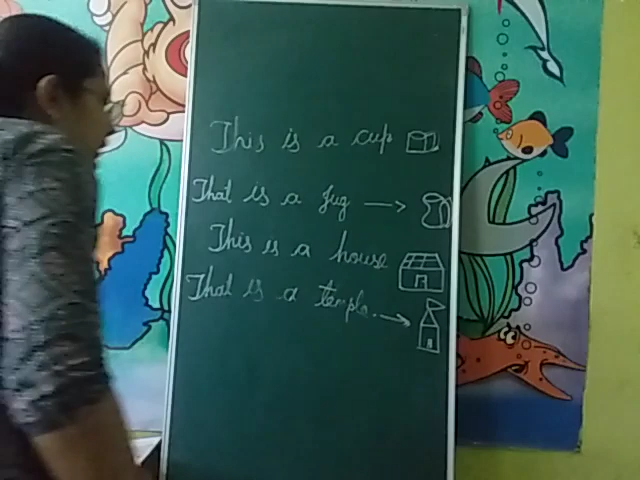 This is a cup
That is a jug
This is a house
That is a temple.